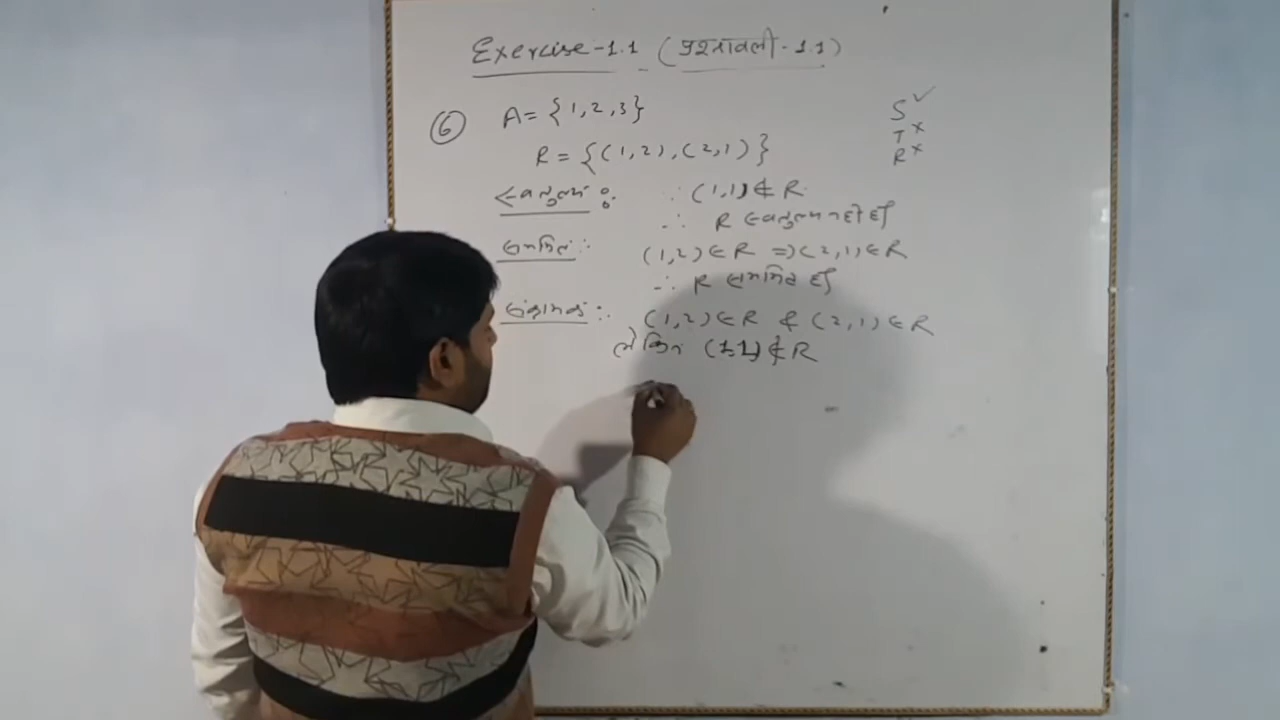 Exercise-1.1 (प्रश्नावली-1.1)
⑥ A = {1,2,3}
R = {(1,2),(2,1)}
S ✓
T ×
R ×
स्वतुल्य : ∵ (1,1) ∉ R
∴ R स्वतुल्य नहीं है
सममित : (1,2) ∈ R ⇒ (2,1) ∈ R
∴ R सममित है
संक्रामक : (1,2) ∈ R & (2,1) ∈ R
लेकिन (1,1) ∉ R